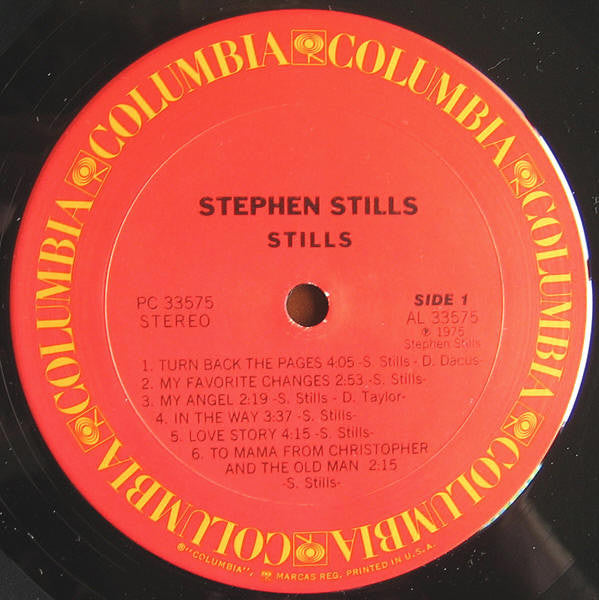 COLUMBIA COLUMBIA COLUMBIA COLUMBIA COLUMBIA COLUMBIA
STEPHEN STILLS
STILLS
PC 33575
STEREO
SIDE 1
AL 33575
℗ 1975
Stephen Stills
1. TURN BACK THE PAGES 4:05 -S. Stills - D. Dacus-
2. MY FAVORITE CHANGES 2:53 -S. Stills-
3. MY ANGEL 2:19 -S. Stills - D. Taylor-
4. IN THE WAY 3:37 -S. Stills-
5. LOVE STORY 4:15 -S. Stills-
6. TO MAMA FROM CHRISTOPHER
AND THE OLD MAN 2:15
-S. Stills-
®"COLUMBIA", MARCAS REG. PRINTED IN U.S.A.